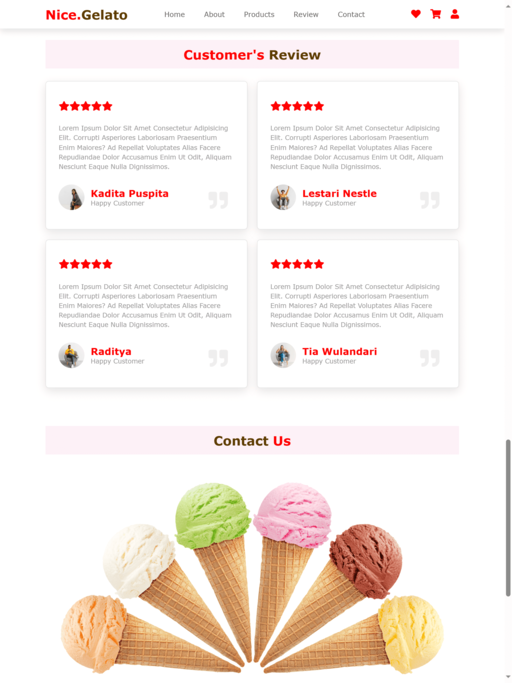 Nice.Gelato
Home About Products Review Contact
Customer's Review
Lorem Ipsum Dolor Sit Amet Consectetur Adipisicing
Elit. Corrupti Asperiores Laboriosam Praesentium
Enim Maiores? Ad Repellat Voluptates Alias Facere
Repudiandae Dolor Accusamus Enim Ut Odit, Aliquam
Nesciunt Eaque Nulla Dignissimos.
Kadita Puspita
Happy Customer
Lorem Ipsum Dolor Sit Amet Consectetur Adipisicing
Elit. Corrupti Asperiores Laboriosam Praesentium
Enim Maiores? Ad Repellat Voluptates Alias Facere
Repudiandae Dolor Accusamus Enim Ut Odit, Aliquam
Nesciunt Eaque Nulla Dignissimos.
Lestari Nestle
Happy Customer
Lorem Ipsum Dolor Sit Amet Consectetur Adipisicing
Elit. Corrupti Asperiores Laboriosam Praesentium
Enim Maiores? Ad Repellat Voluptates Alias Facere
Repudiandae Dolor Accusamus Enim Ut Odit, Aliquam
Nesciunt Eaque Nulla Dignissimos.
Raditya
Happy Customer
Lorem Ipsum Dolor Sit Amet Consectetur Adipisicing
Elit. Corrupti Asperiores Laboriosam Praesentium
Enim Maiores? Ad Repellat Voluptates Alias Facere
Repudiandae Dolor Accusamus Enim Ut Odit, Aliquam
Nesciunt Eaque Nulla Dignissimos.
Tia Wulandari
Happy Customer
Contact Us